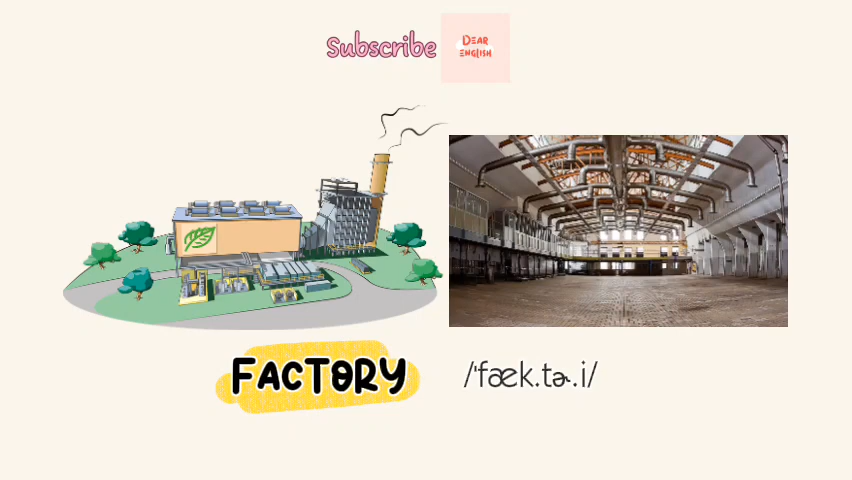 Subscribe
DEAR
ENGLISH
FACTORY
/ˈfæk.tɚ.i/